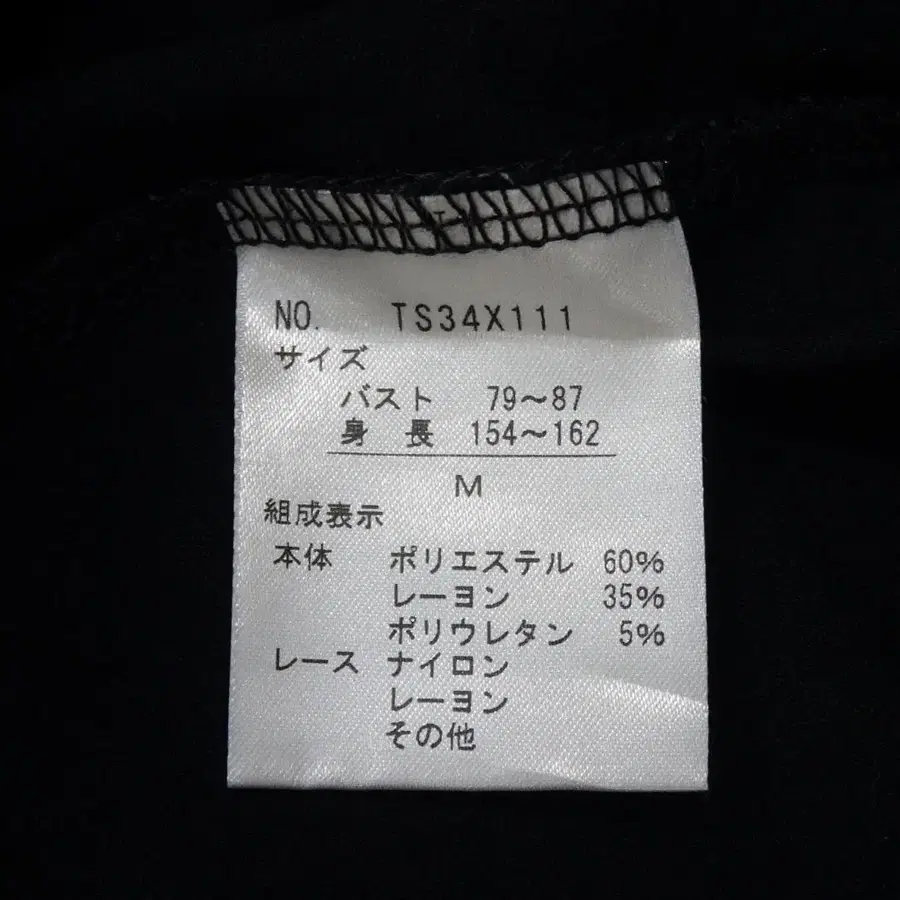 NO. TS34X111
サイズ
バスト 79～87
身長 154～162
M
組成表示
本体 ポリエステル 60%
レーヨン 35%
ポリウレタン 5%
レース ナイロン
レーヨン
その他